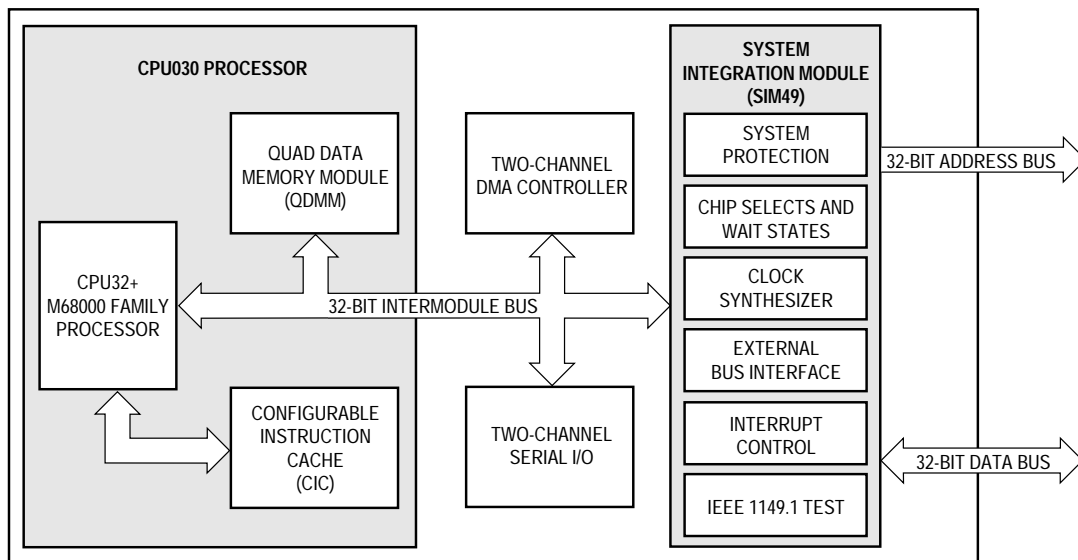 CPU030 PROCESSOR
QUAD DATA
MEMORY MODULE
(QDMM)
CPU32+
M68000 FAMILY
PROCESSOR
CONFIGURABLE
INSTRUCTION
CACHE
(CIC)
32-BIT INTERMODULE BUS
TWO-CHANNEL
DMA CONTROLLER
TWO-CHANNEL
SERIAL I/O
SYSTEM
INTEGRATION MODULE
(SIM49)
SYSTEM
PROTECTION
CHIP SELECTS AND
WAIT STATES
CLOCK
SYNTHESIZER
EXTERNAL
BUS INTERFACE
INTERRUPT
CONTROL
IEEE 1149.1 TEST
32-BIT ADDRESS BUS
32-BIT DATA BUS